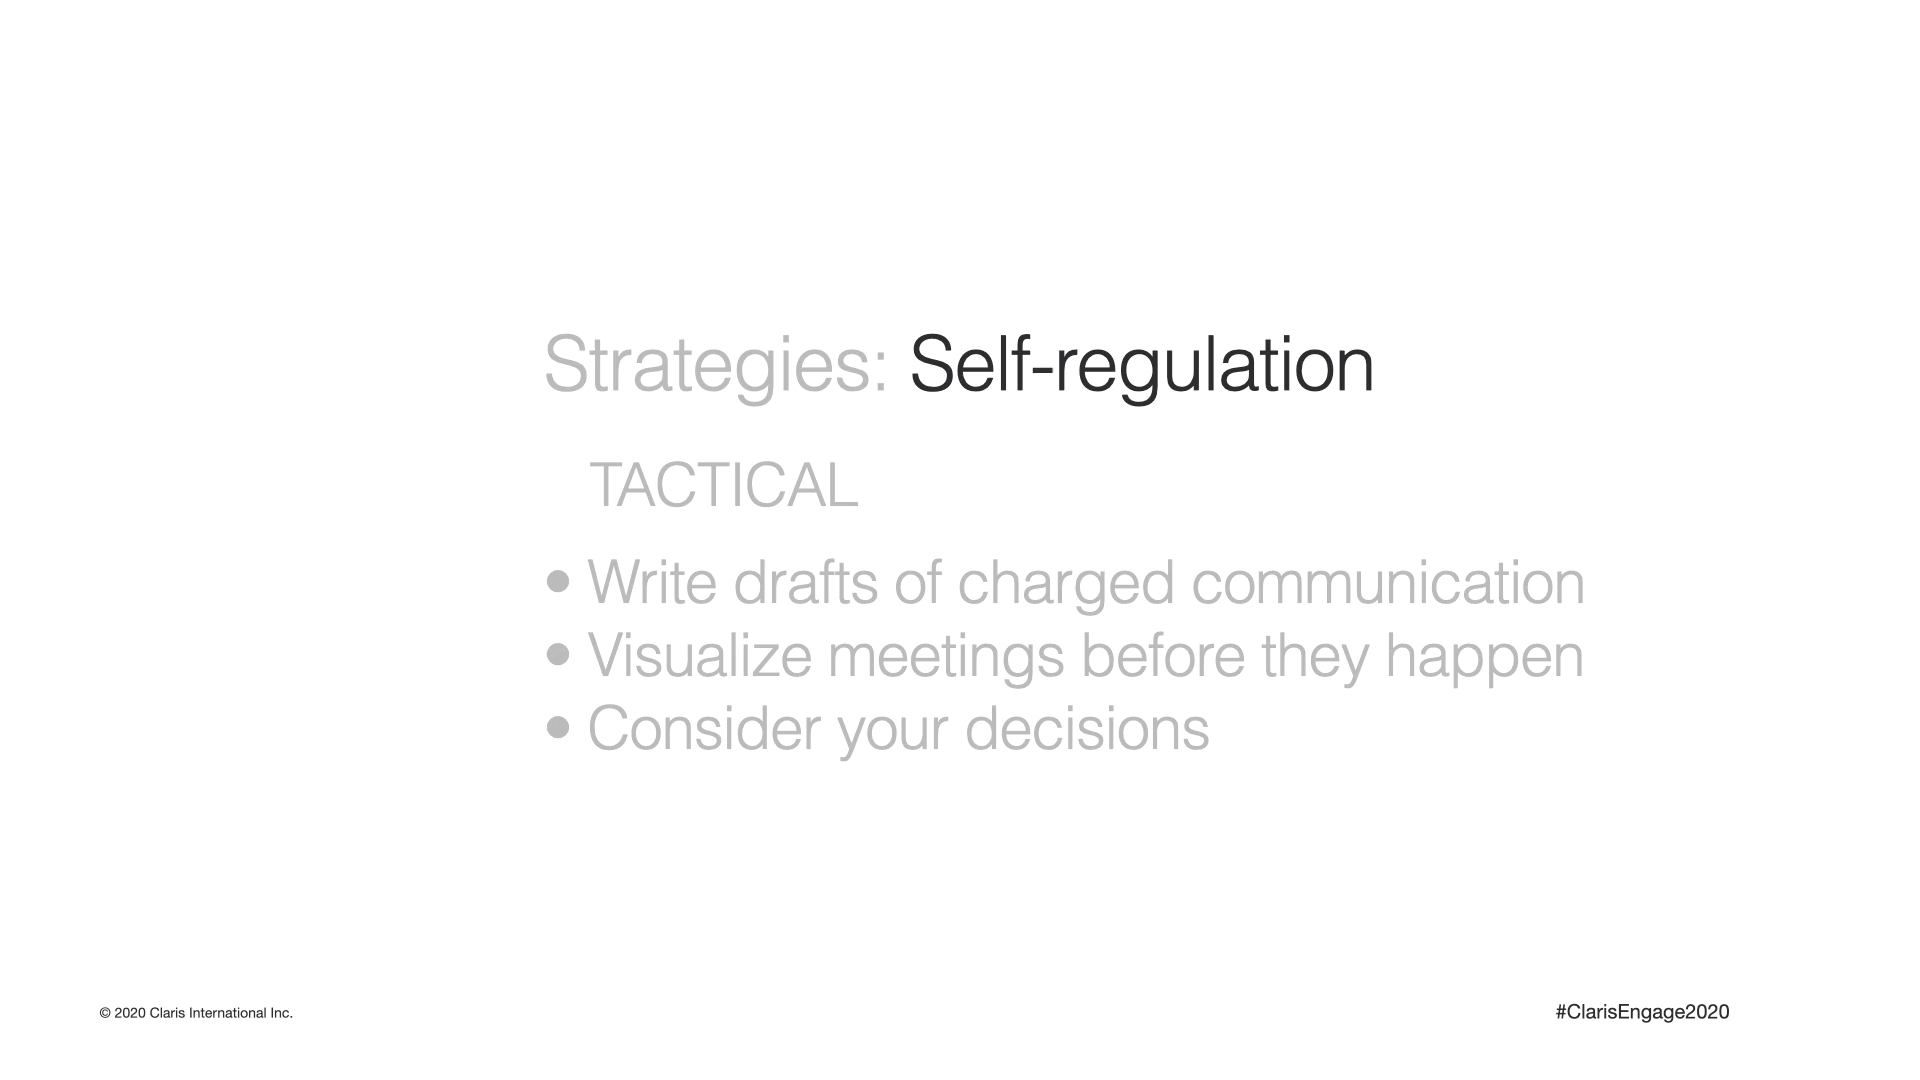 Strategies: Self-regulation
TACTICAL
• Write drafts of charged communication
• Visualize meetings before they happen
• Consider your decisions
© 2020 Claris International Inc.
#ClarisEngage2020